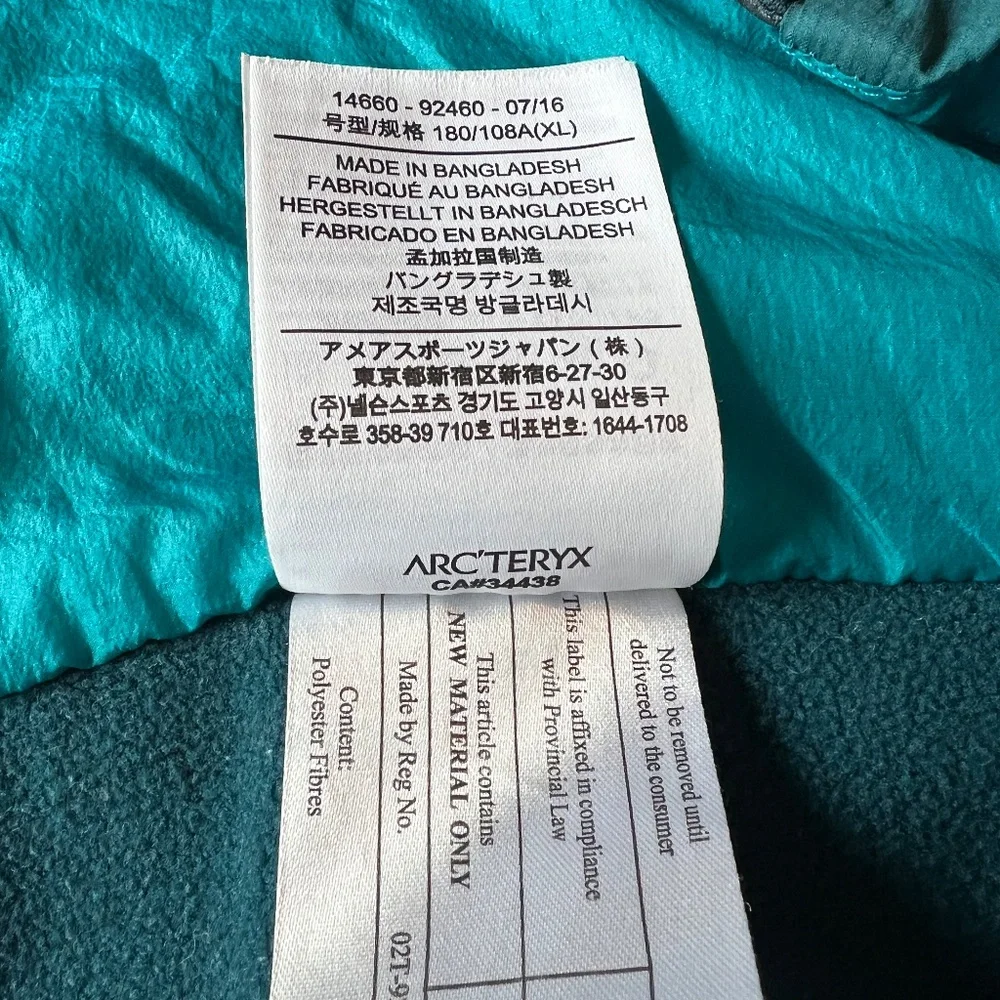 14660 - 92460 - 07/16
号型/规格 180/108A(XL)
MADE IN BANGLADESH
FABRIQUÉ AU BANGLADESH
HERGESTELLT IN BANGLADESCH
FABRICADO EN BANGLADESH
孟加拉国制造
バングラデシュ製
제조국명 방글라데시
アメアスポーツジャパン ( 株 )
東京都新宿区新宿6-27-30
(주)넬슨스포츠 경기도 고양시 일산동구
호수로 358-39 710호 대표번호: 1644-1708
ARC'TERYX
CA#34438
Not to be removed until
delivered to the consumer
This label is affixed in compliance
with Provincial Law
This article contains
NEW MATERIAL ONLY
Made by Reg No.
02T-9
Content:
Polyester Fibres